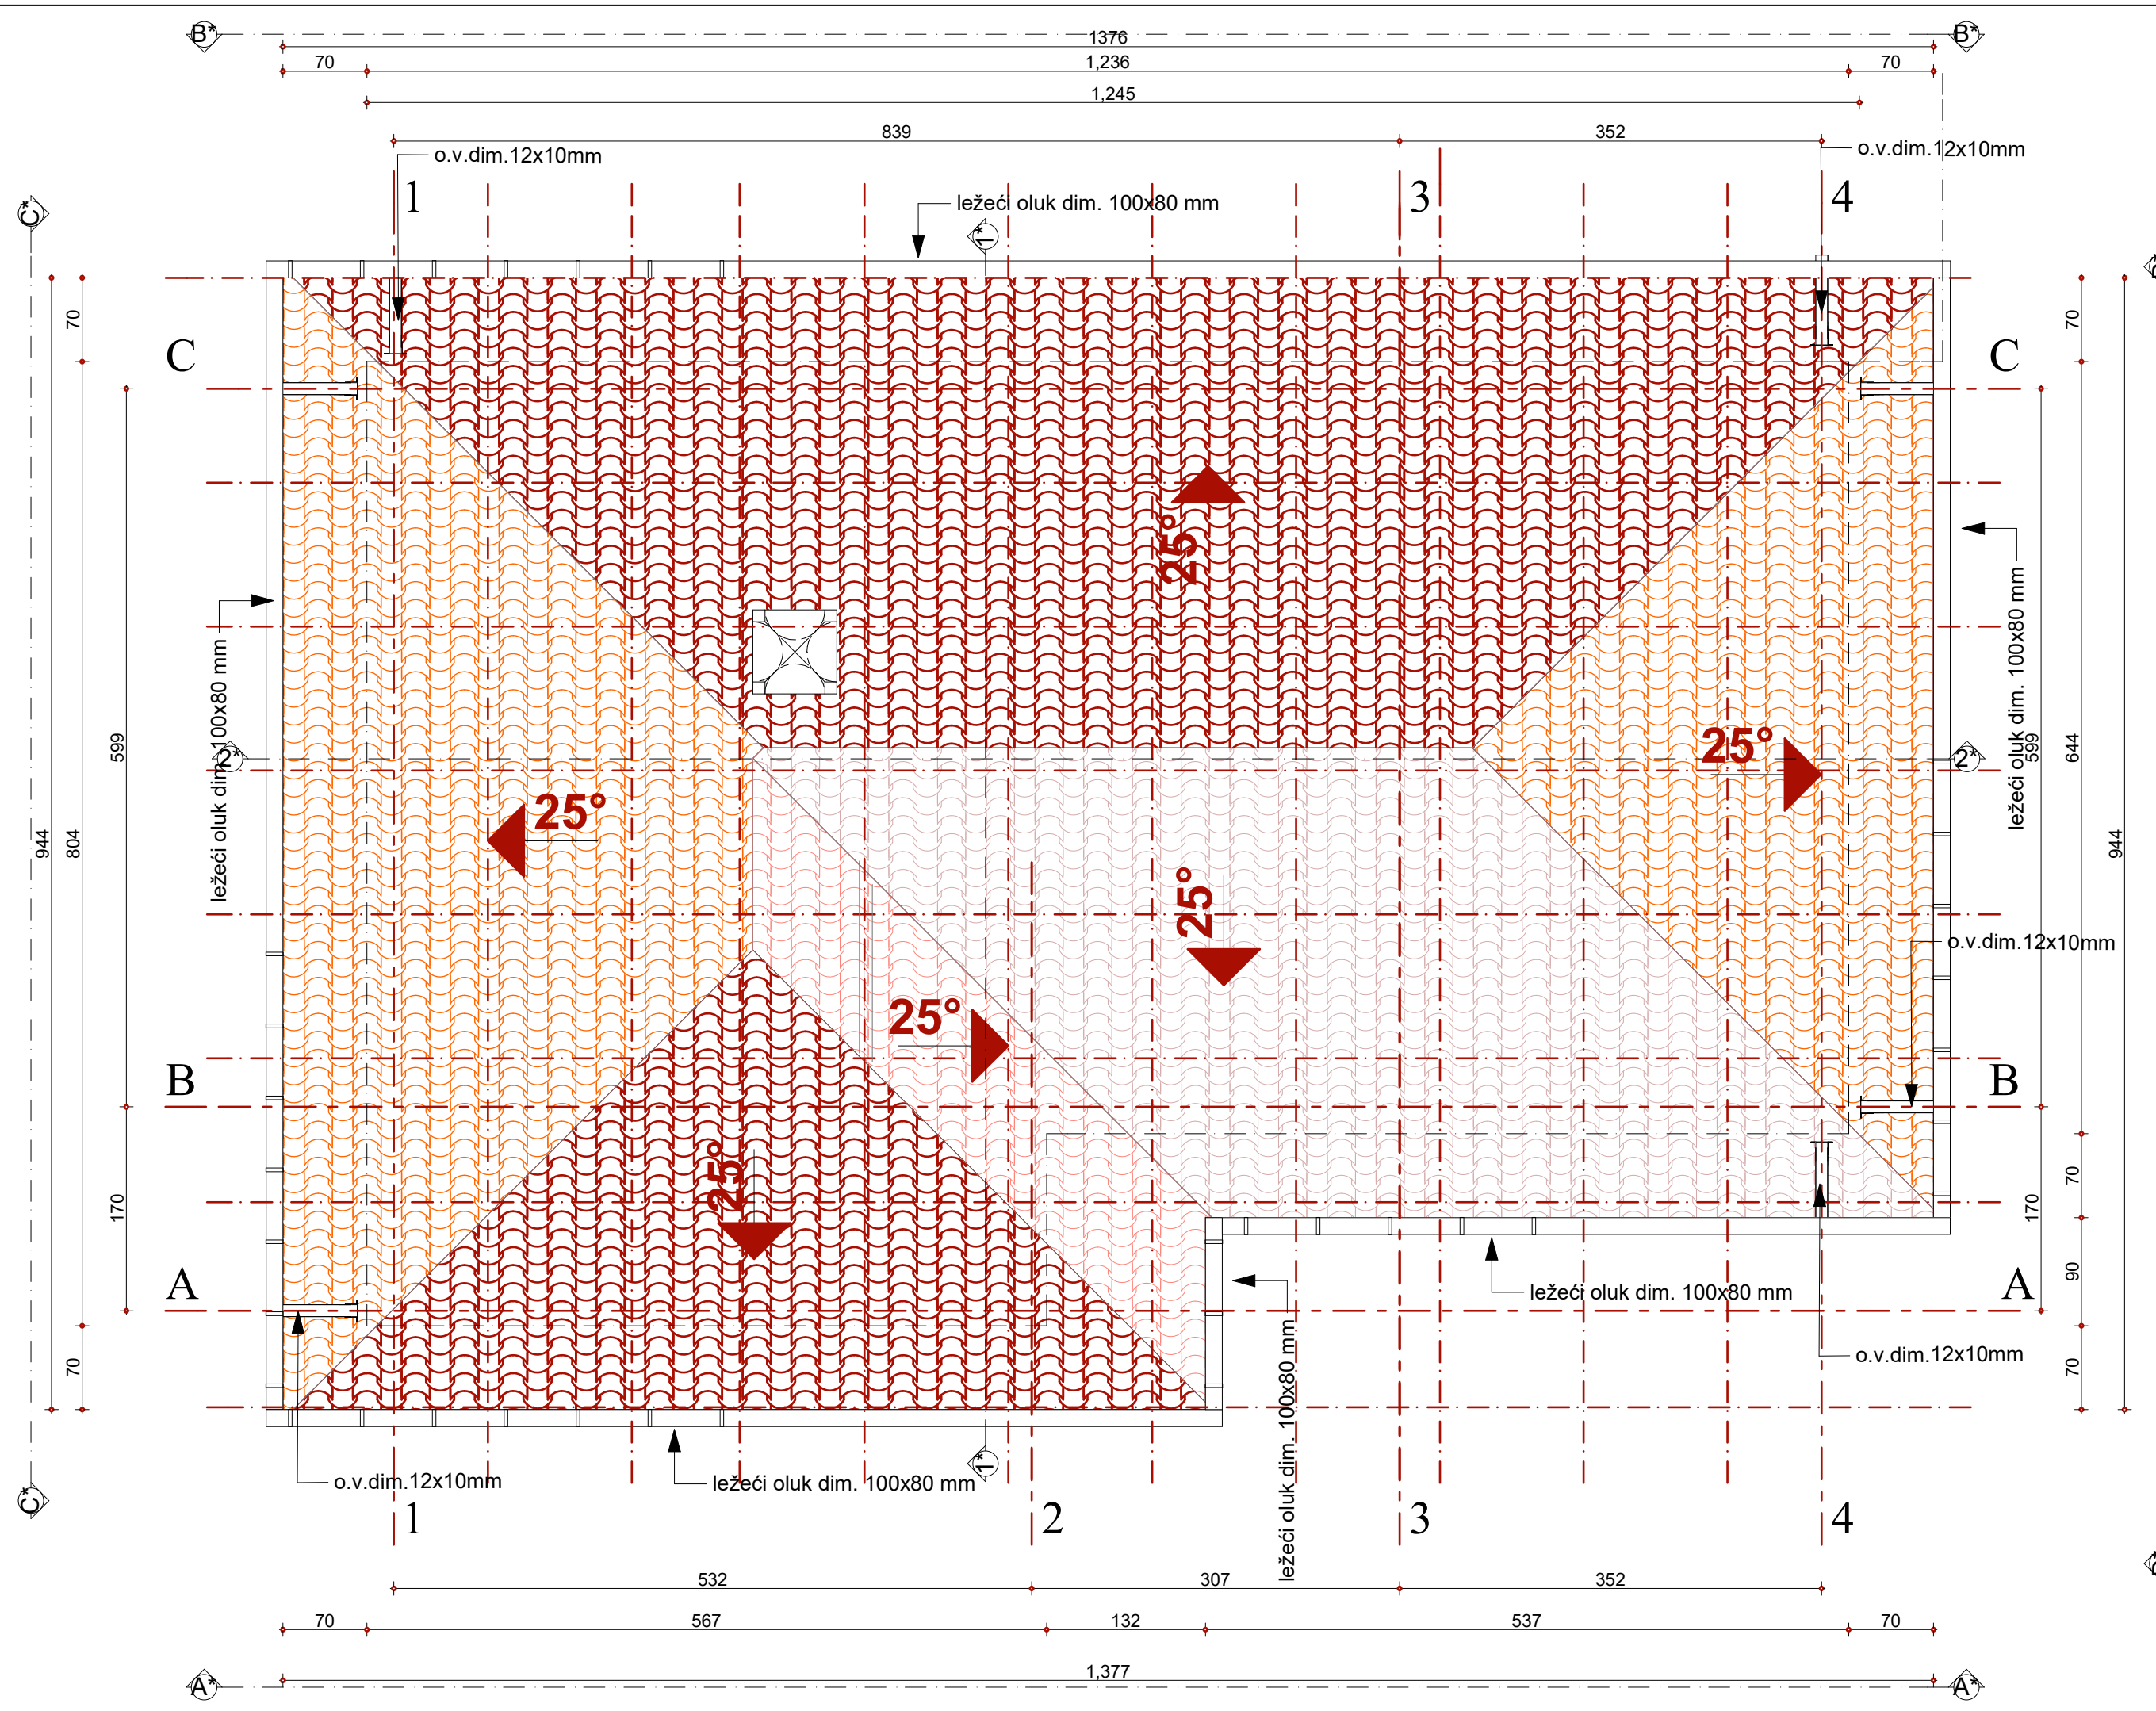 B*
1376
B*
70
1,236
70
1,245
839
352
o.v.dim.12x10mm
o.v.dim.12x10mm
1
3
4
ležeći oluk dim. 100x80 mm
C*
1*
70
70
C
C
25°
ležeći oluk dim. 100x80 mm
ležeći oluk dim. 100x80 mm
599
599
644
2*
25°
2*
25°
944
804
944
25°
o.v.dim.12x10mm
25°
B
B
25°
170
170
70
A
A
90
ležeći oluk dim. 100x80 mm
ležeći oluk dim. 100x80 mm
o.v.dim.12x10mm
70
70
o.v.dim.12x10mm
ležeći oluk dim. 100x80 mm
1*
C*
1
2
3
4
532
307
352
70
567
132
537
70
1,377
A*
A*